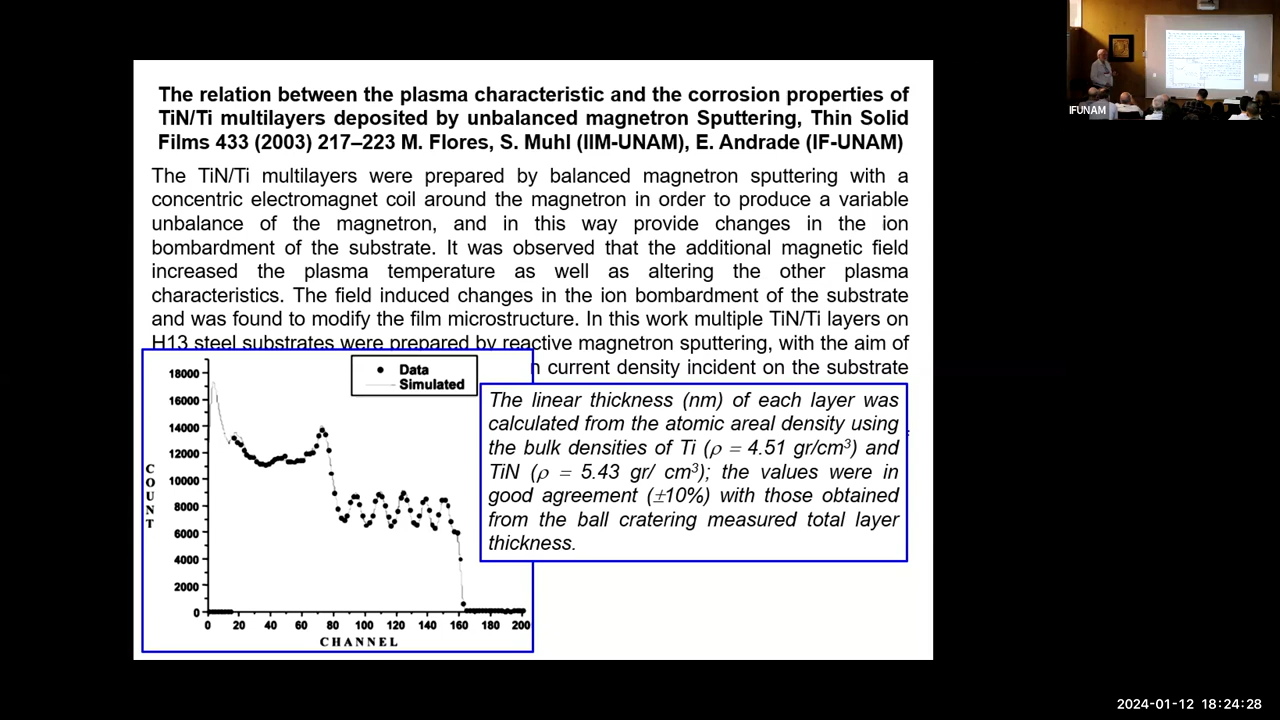 The relation between the plasma characteristic and the corrosion properties of
TiN/Ti multilayers deposited by unbalanced magnetron Sputtering, Thin Solid
Films 433 (2003) 217–223 M. Flores, S. Muhl (IIM-UNAM), E. Andrade (IF-UNAM)
The TiN/Ti multilayers were prepared by balanced magnetron sputtering with a
concentric electromagnet coil around the magnetron in order to produce a variable
unbalance of the magnetron, and in this way provide changes in the ion
bombardment of the substrate. It was observed that the additional magnetic field
increased the plasma temperature as well as altering the other plasma
characteristics. The field induced changes in the ion bombardment of the substrate
and was found to modify the film microstructure. In this work multiple TiN/Ti layers on
H13 steel substrates were prepared by reactive magnetron sputtering, with the aim of
current density incident on the substrate
Data
Simulated
18000
16000
14000
12000
10000
8000
6000
4000
2000
0
COUNT
0 20 40 60 80 100 120 140 160 180 200
CHANNEL
The linear thickness (nm) of each layer was
calculated from the atomic areal density using
the bulk densities of Ti (ρ = 4.51 gr/cm³) and
TiN (ρ = 5.43 gr/ cm³); the values were in
good agreement (±10%) with those obtained
from the ball cratering measured total layer
thickness.
IFUNAM
2024-01-12 18:24:28